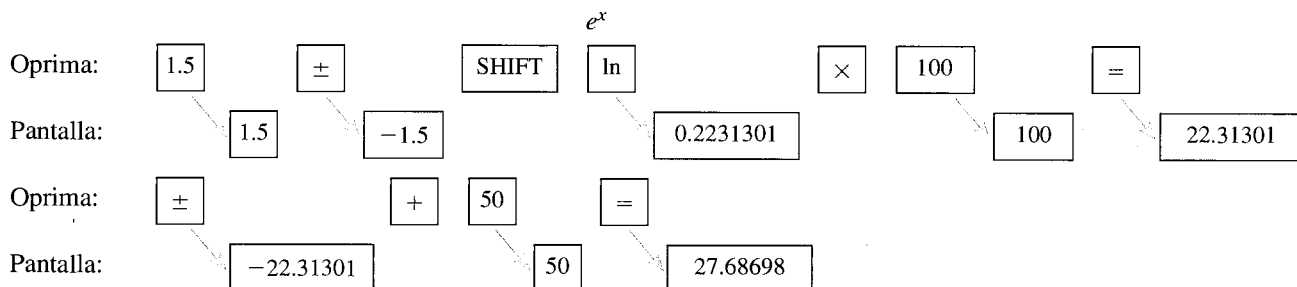 eˣ
Oprima: 1.5 ± SHIFT ln × 100 =
Pantalla: 1.5 −1.5 0.2231301 100 22.31301
Oprima: ± + 50 =
Pantalla: −22.31301 50 27.68698